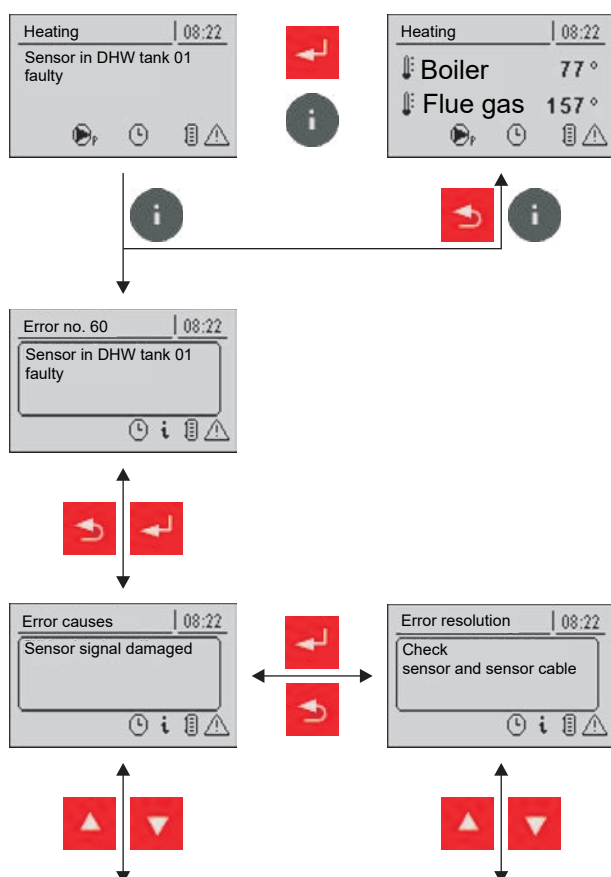 Heating 08:22
Sensor in DHW tank 01
faulty
P
i
Heating 08:22
Boiler 77 °
Flue gas 157 °
P
i
i
Error no. 60 08:22
Sensor in DHW tank 01
faulty
i
Error causes 08:22
Sensor signal damaged
i
Error resolution 08:22
Check
sensor and sensor cable
i